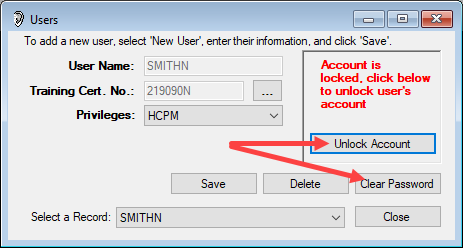 Users
To add a new user, select 'New User', enter their information, and click 'Save'.
User Name: SMITHN
Training Cert. No.: 219090N ...
Privileges: HCPM
Account is
locked, click below
to unlock user's
account
Unlock Account
Save Delete Clear Password
Select a Record: SMITHN Close